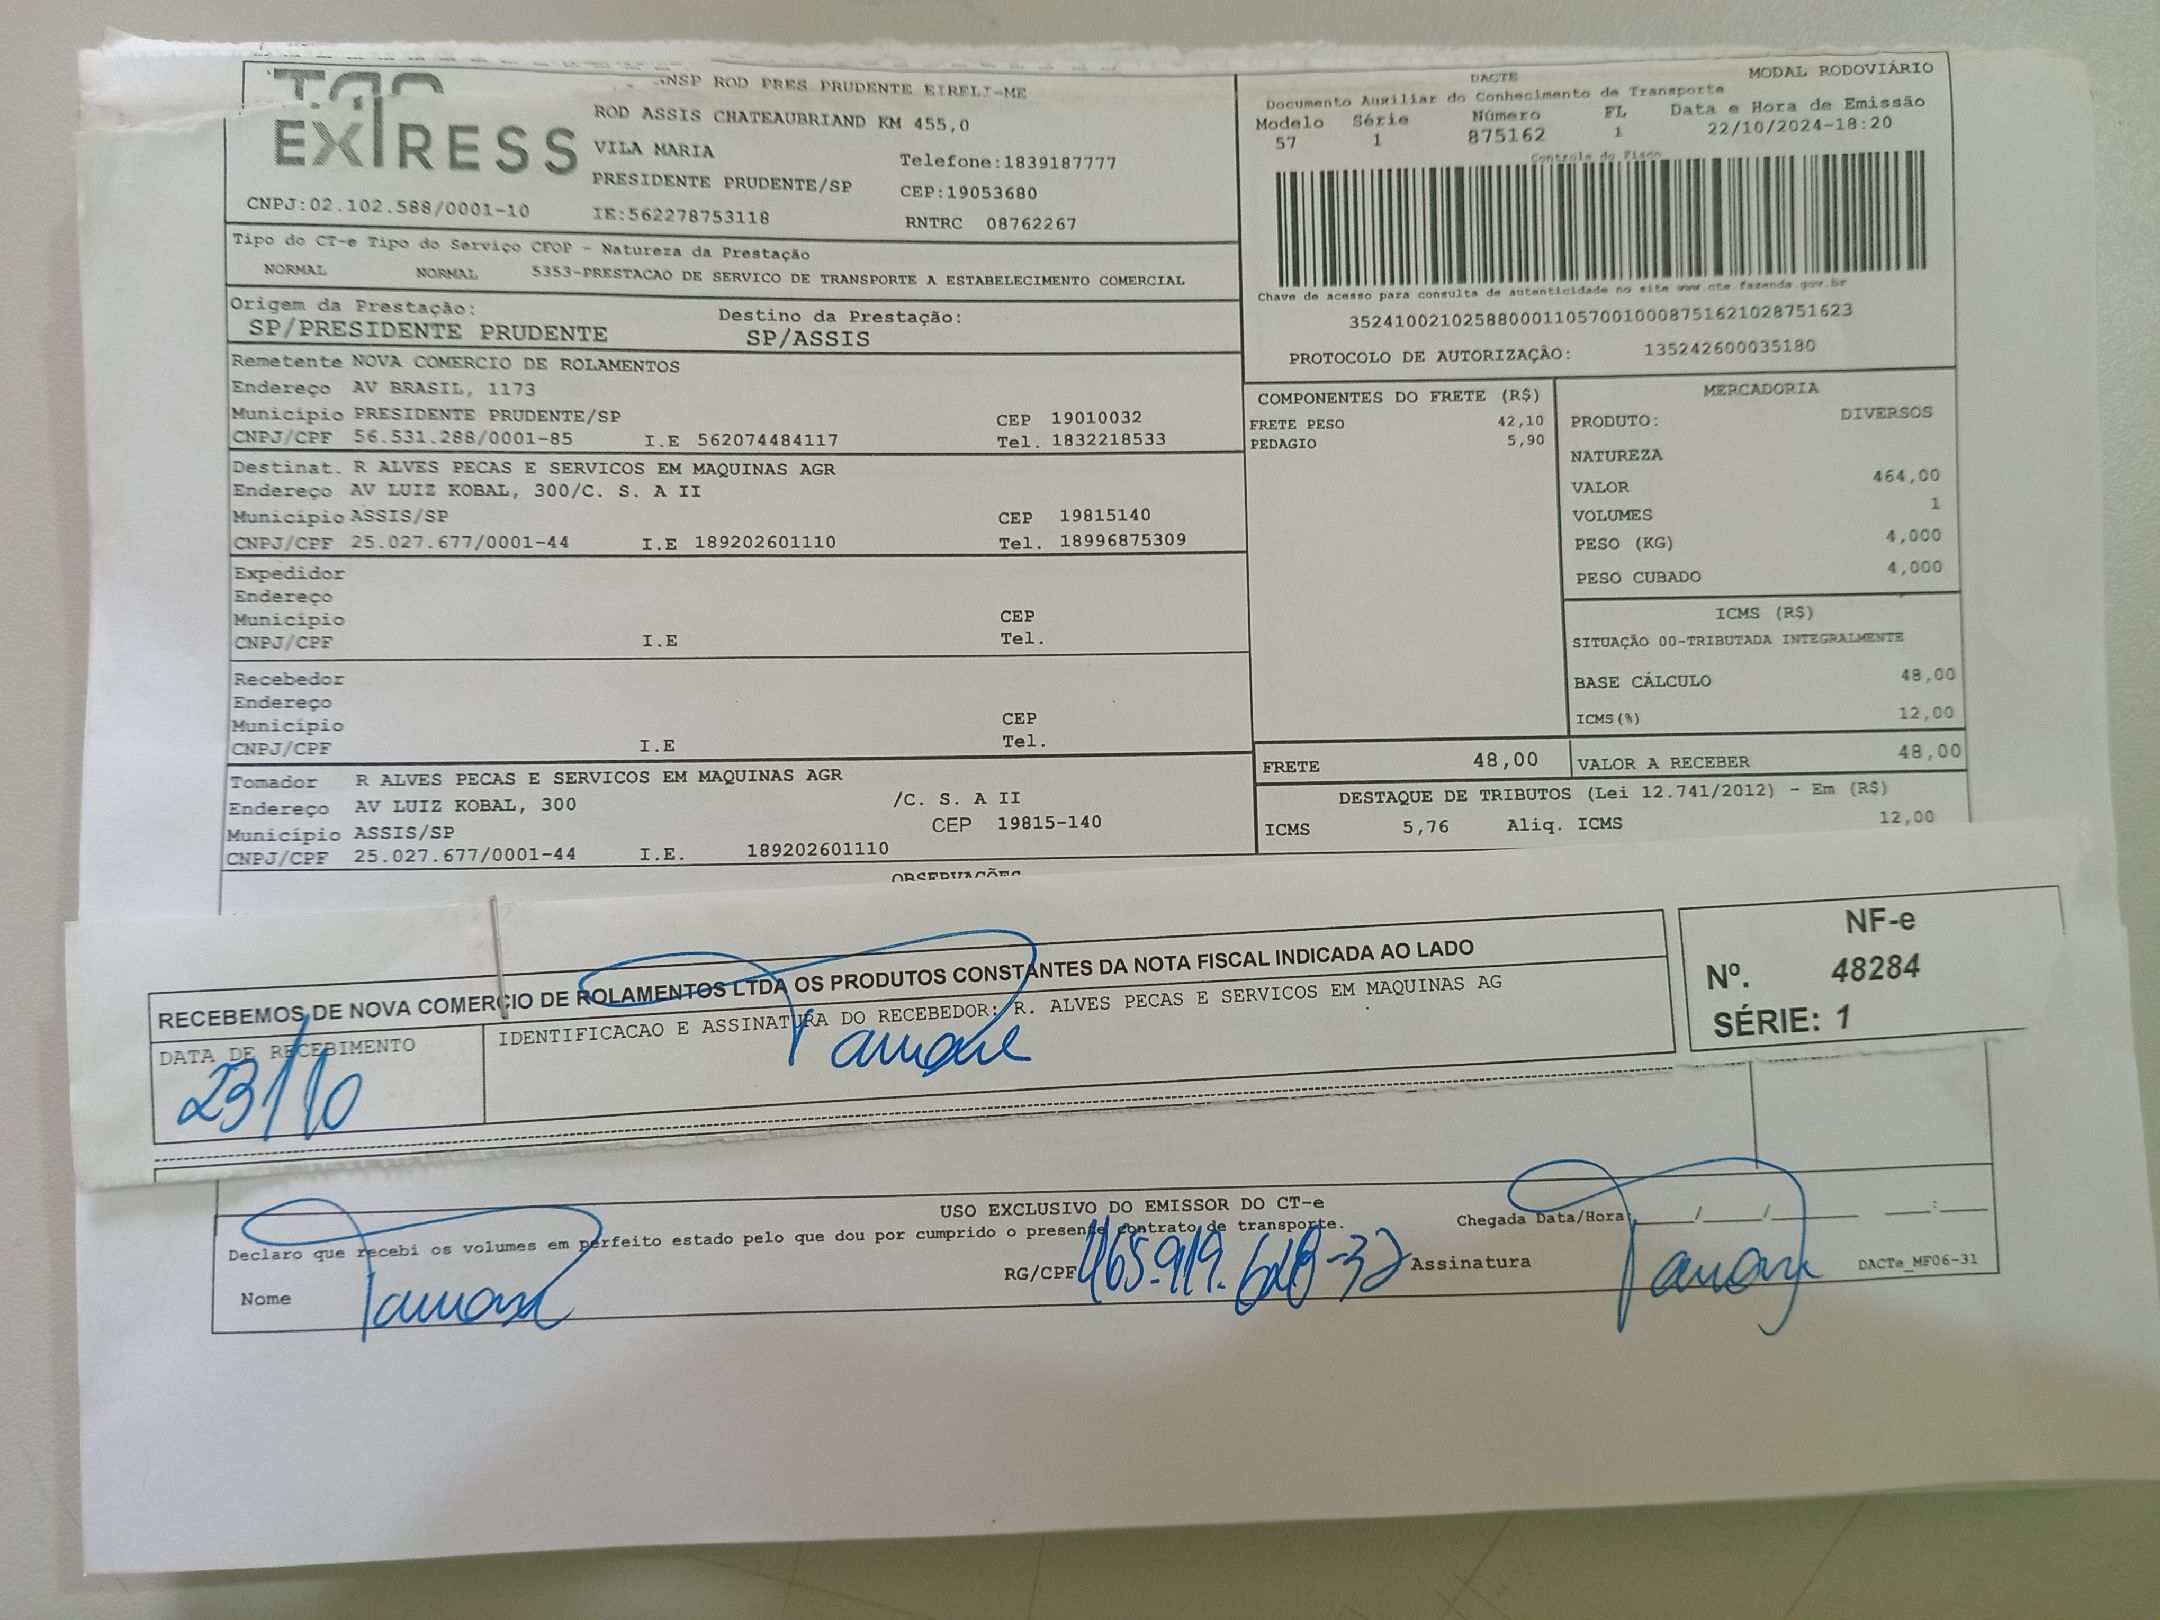 EXPRESS
NSP ROD PRES PRUDENTE EIRELI-ME
ROD ASSIS CHATEAUBRIAND KM 455,0
VILA MARIA
Telefone:1839187777
PRESIDENTE PRUDENTE/SP
CEP:19053680
CNPJ:02.102.588/0001-10
IE:562278753118
RNTRC 08762267
DACTE
MODAL RODOVIÁRIO
Documento Auxiliar do Conhecimento de Transporte
Modelo Série Número FL Data e Hora de Emissão
57 1 875162 1 22/10/2024-18:20
Controle do Fisco
Chave de acesso para consulta de autenticidade no site www.cte.fazenda.gov.br
35241002102588000110570010008751621028751623
PROTOCOLO DE AUTORIZAÇÃO: 135242600035180
Tipo do CT-e Tipo do Serviço CFOP - Natureza da Prestação
NORMAL NORMAL 5353-PRESTACAO DE SERVICO DE TRANSPORTE A ESTABELECIMENTO COMERCIAL
Origem da Prestação: Destino da Prestação:
SP/PRESIDENTE PRUDENTE SP/ASSIS
Remetente NOVA COMERCIO DE ROLAMENTOS
Endereço AV BRASIL, 1173
Município PRESIDENTE PRUDENTE/SP CEP 19010032
CNPJ/CPF 56.531.288/0001-85 I.E 562074484117 Tel. 1832218533
Destinat. R ALVES PECAS E SERVICOS EM MAQUINAS AGR
Endereço AV LUIZ KOBAL, 300/C. S. A II
Município ASSIS/SP CEP 19815140
CNPJ/CPF 25.027.677/0001-44 I.E 189202601110 Tel. 18996875309
Expedidor
Endereço
Município CEP
CNPJ/CPF I.E Tel.
Recebedor
Endereço
Município CEP
CNPJ/CPF I.E Tel.
Tomador R ALVES PECAS E SERVICOS EM MAQUINAS AGR
Endereço AV LUIZ KOBAL, 300 /C. S. A II
Município ASSIS/SP CEP 19815-140
CNPJ/CPF 25.027.677/0001-44 I.E. 189202601110
COMPONENTES DO FRETE (R$)
FRETE PESO 42,10
PEDAGIO 5,90
MERCADORIA
PRODUTO: DIVERSOS
NATUREZA
VALOR 464,00
VOLUMES 1
PESO (KG) 4,000
PESO CUBADO 4,000
ICMS (R$)
SITUAÇÃO 00-TRIBUTADA INTEGRALMENTE
BASE CÁLCULO 48,00
ICMS(%) 12,00
FRETE 48,00 VALOR A RECEBER 48,00
DESTAQUE DE TRIBUTOS (Lei 12.741/2012) - Em (R$)
ICMS 5,76 Aliq. ICMS 12,00
OBSERVAÇÕES
RECEBEMOS DE NOVA COMERCIO DE ROLAMENTOS LTDA OS PRODUTOS CONSTANTES DA NOTA FISCAL INDICADA AO LADO
DATA DE RECEBIMENTO
23/10
IDENTIFICACAO E ASSINATURA DO RECEBEDOR: R. ALVES PECAS E SERVICOS EM MAQUINAS AG
NF-e
Nº. 48284
SÉRIE: 1
USO EXCLUSIVO DO EMISSOR DO CT-e
Declaro que recebi os volumes em perfeito estado pelo que dou por cumprido o presente contrato de transporte.
Chegada Data/Hora: ____/____/______ ___:___
Nome
RG/CPF 465.919.628-32
Assinatura
DACTe_MF06-31